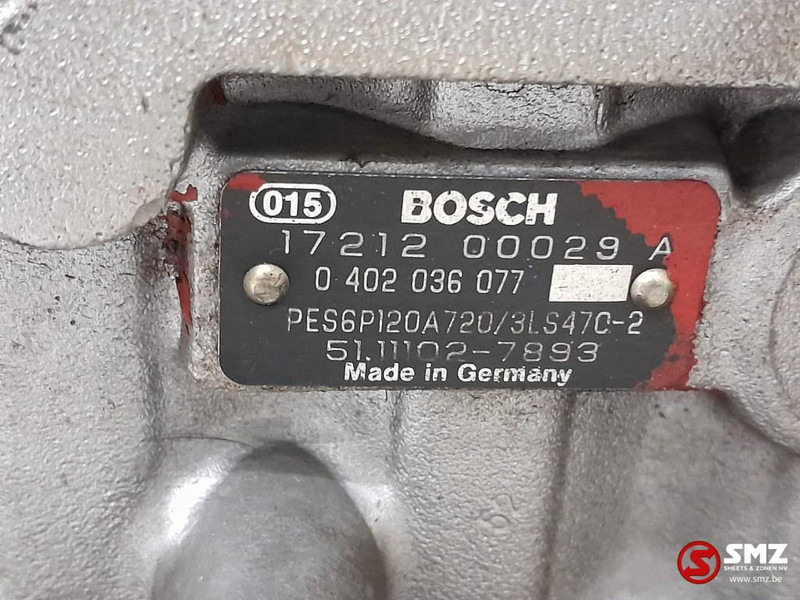 015 BOSCH
17212 00029 A
0 402 036 077
PES6P120A720/3LS470-2
51.11102-7893
Made in Germany
SMZ
SMEETS & ZONEN NV
www.smz.be